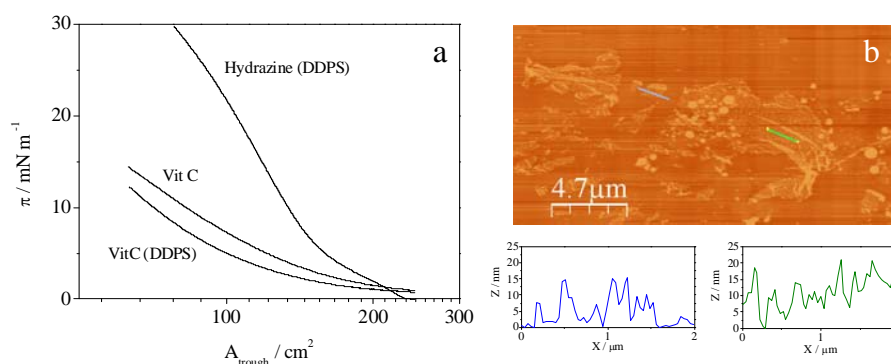 a
30
20
10
0
π / mN m-1
Hydrazine (DDPS)
Vit C
VitC (DDPS)
100
200
300
A trough / cm2
b
4.7μm
25
20
15
10
5
0
Z / nm
0
1
2
X / μm
25
20
15
10
5
0
Z / nm
0
1
X / μm